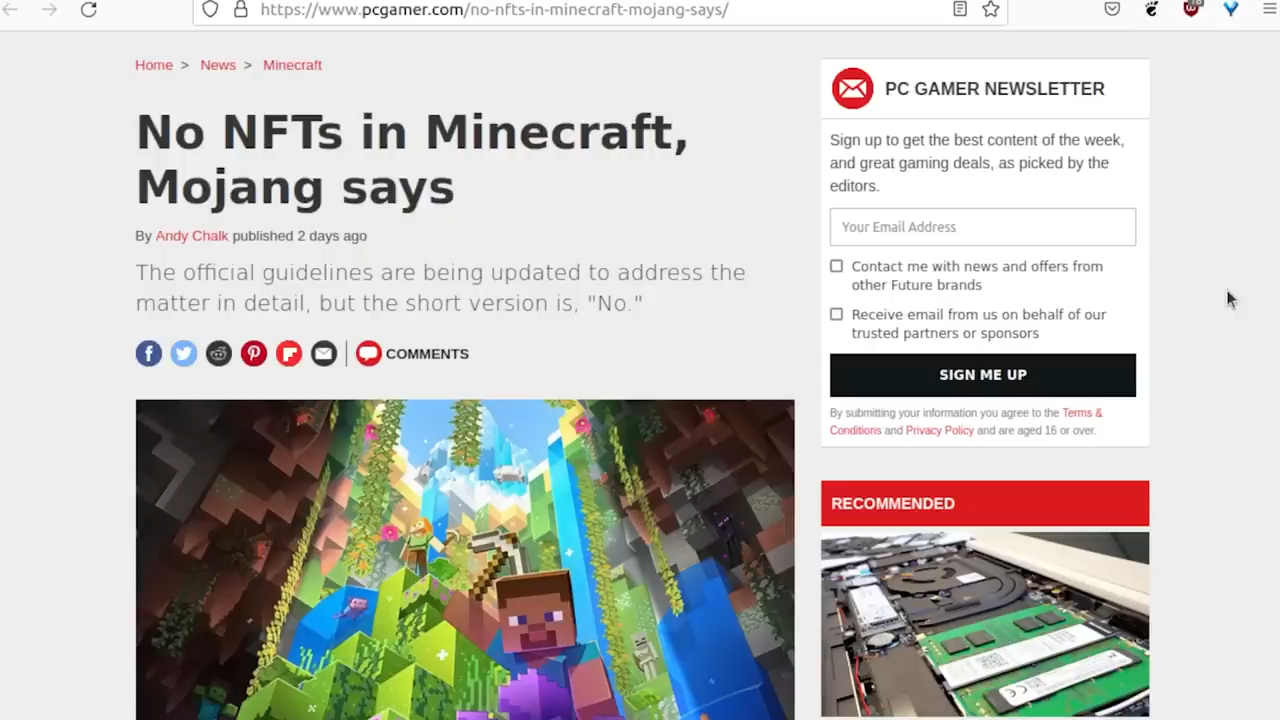 https://www.pcgamer.com/no-nfts-in-minecraft-mojang-says/
Home > News > Minecraft
No NFTs in Minecraft,
Mojang says
By Andy Chalk published 2 days ago
The official guidelines are being updated to address the
matter in detail, but the short version is, "No."
COMMENTS
PC GAMER NEWSLETTER
Sign up to get the best content of the week,
and great gaming deals, as picked by the
editors.
Your Email Address
Contact me with news and offers from
other Future brands
Receive email from us on behalf of our
trusted partners or sponsors
SIGN ME UP
By submitting your information you agree to the Terms &
Conditions and Privacy Policy and are aged 16 or over.
RECOMMENDED